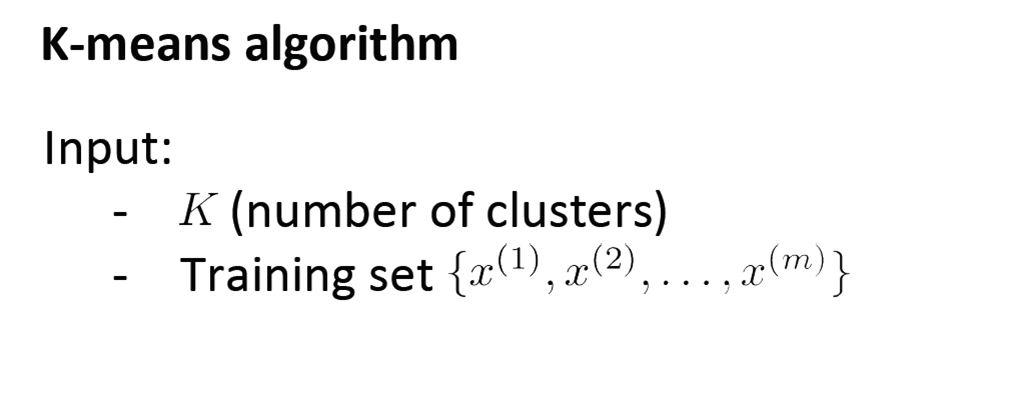 K-means algorithm
Input:
- K (number of clusters)
- Training set {x^{(1)}, x^{(2)}, . . . , x^{(m)}}